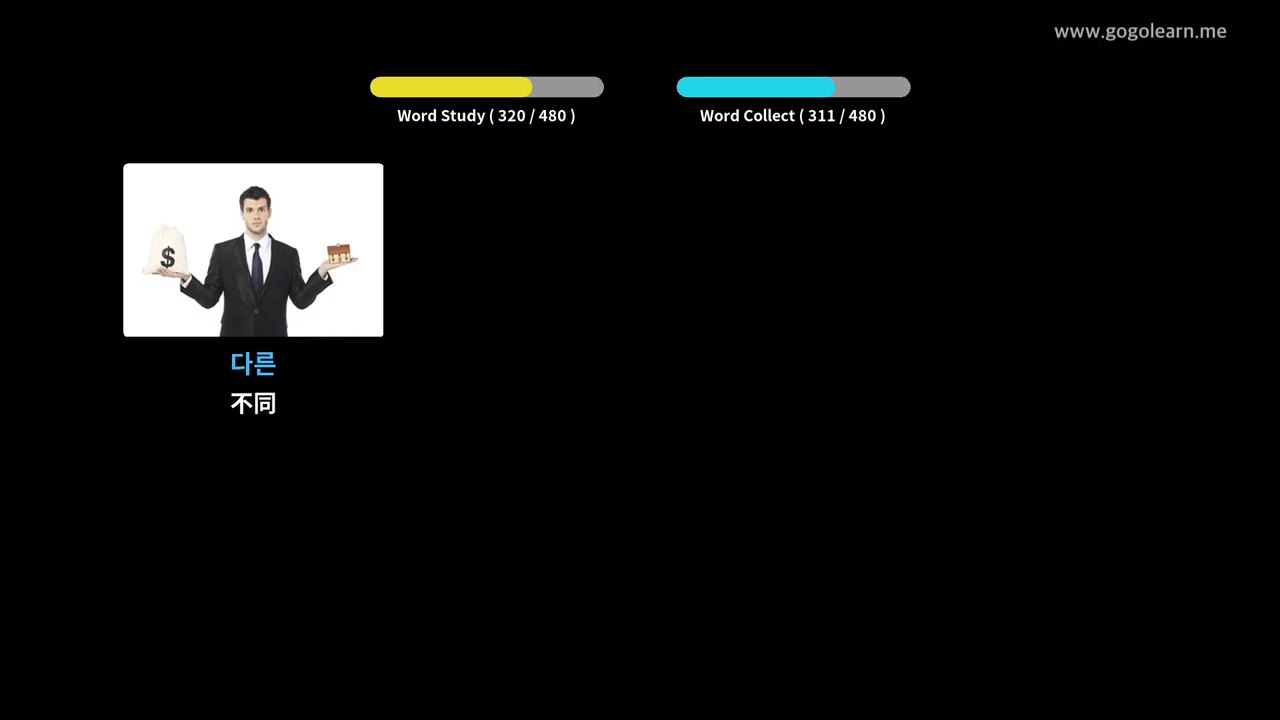 www.gogolearn.me
Word Study ( 320 / 480 )
Word Collect ( 311 / 480 )
$
다른
不同